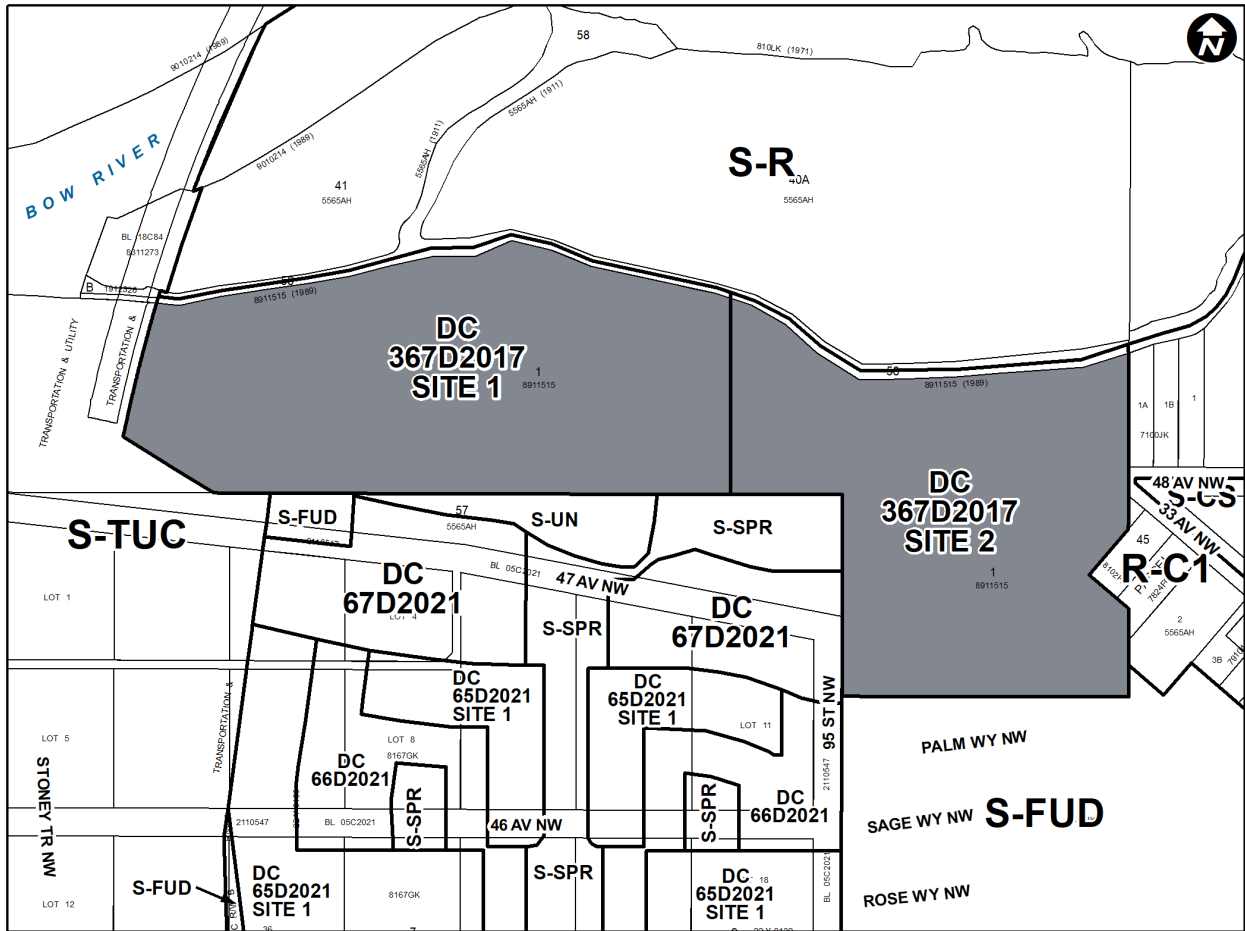 N
58
810LK (1971)
9010214 (1989)
5565AH (1911)
BOW RIVER
9010214 (1989)
5565AH (1911)
S-R
41
5565AH
40A
5565AH
BL 18C84
8311273
B
58
8911515 (1989)
TRANSPORTATION & UTILITY
TRANSPORTATION &
DC
367D2017
SITE 1
1
8911515
58
8911515 (1989)
1A
1B
1
7100JK
DC
367D2017
SITE 2
1
8911515
48 AV NW
S-CS
33 AV NW
45
R-C1
2
5565AH
3B
S-TUC
S-FUD
57
5565AH
S-UN
S-SPR
BL 05C2021
47 AV NW
LOT 1
DC
67D2021
LOT 4
S-SPR
DC
67D2021
DC
65D2021
SITE 1
DC
65D2021
SITE 1
95 ST NW
TRANSPORTATION &
LOT 11
LOT 5
LOT 8
8167GK
PALM WY NW
STONEY TR NW
DC
66D2021
S-SPR
S-SPR
2110547
DC
66D2021
SAGE WY NW
S-FUD
2110547
BL 05C2021
46 AV NW
S-FUD
DC
65D2021
SITE 1
8167GK
S-SPR
DC
65D2021
SITE 1
18
BL 05C2021
ROSE WY NW
LOT 12